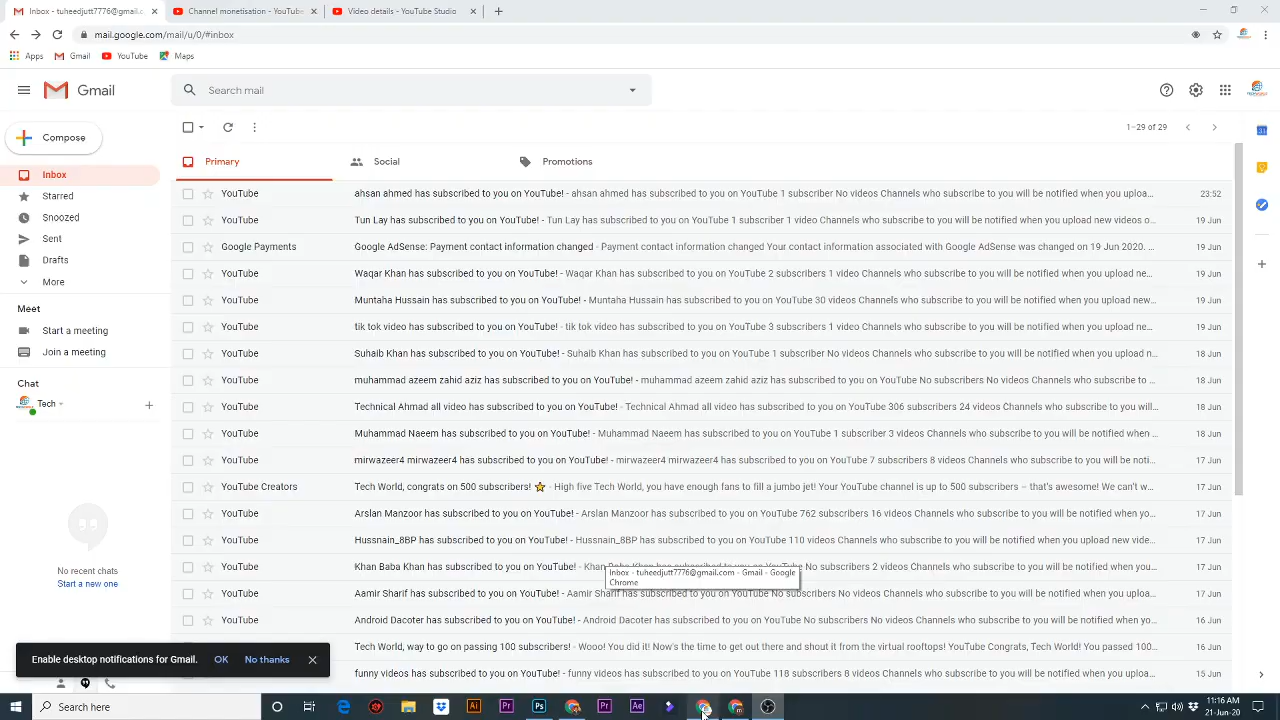 Inbox - tuheedjutt7776@gmail.co
Channel monetisation - YouTube
Video details - YouTube Studio
mail.google.com/mail/u/0/#inbox
Apps Gmail YouTube Maps
Gmail
Search mail
Compose
1–29 of 29
Primary Social Promotions
Inbox
Starred
Snoozed
Sent
Drafts
More
Meet
Start a meeting
Join a meeting
Chat
Tech
No recent chats
Start a new one
YouTube ahsan ahmed has subscribed to you on YouTube! - ahsan ahmed has subscribed to you on YouTube 1 subscriber No videos Channels who subscribe to you will be notified when you uploa... 23:52
YouTube Tun Lay has subscribed to you on YouTube! - Tun Lay has subscribed to you on YouTube 1 subscriber 1 video Channels who subscribe to you will be notified when you upload new videos o... 19 Jun
Google Payments Google AdSense: Payment contact information changed - Payment contact information changed Your contact information associated with Google AdSense was changed on 19 Jun 2020. ... 19 Jun
YouTube Waqar Khan has subscribed to you on YouTube! - Waqar Khan has subscribed to you on YouTube 2 subscribers 1 video Channels who subscribe to you will be notified when you upload ne... 19 Jun
YouTube Muntaha Hussain has subscribed to you on YouTube! - Muntaha Hussain has subscribed to you on YouTube 30 videos Channels who subscribe to you will be notified when you upload new... 19 Jun
YouTube tik tok video has subscribed to you on YouTube! - tik tok video has subscribed to you on YouTube 3 subscribers 1 video Channels who subscribe to you will be notified when you upload ne... 19 Jun
YouTube Suhaib Khan has subscribed to you on YouTube! - Suhaib Khan has subscribed to you on YouTube 1 subscriber No videos Channels who subscribe to you will be notified when you upload n... 18 Jun
YouTube muhammad azeem zahid aziz has subscribed to you on YouTube! - muhammad azeem zahid aziz has subscribed to you on YouTube No subscribers No videos Channels who subscribe to ... 18 Jun
YouTube Technical Ahmad all video has subscribed to you on YouTube! - Technical Ahmad all video has subscribed to you on YouTube 306 subscribers 24 videos Channels who subscribe to you will... 18 Jun
YouTube Muhammad Naeem has subscribed to you on YouTube! - Muhammad Naeem has subscribed to you on YouTube 1 subscriber 3 videos Channels who subscribe to you will be notified when ... 18 Jun
YouTube mirwazeer4 mirwazeer4 has subscribed to you on YouTube! - mirwazeer4 mirwazeer4 has subscribed to you on YouTube 7 subscribers 8 videos Channels who subscribe to you will be noti... 17 Jun
YouTube Creators Tech World, congrats on 500 subscribers! ⭐ - High five Tech World, you have enough fans to fill a jumbo jet! Your YouTube channel is up to 500 subscribers – that's awesome! We can't w... 17 Jun
YouTube Arslan Manzoor has subscribed to you on YouTube! - Arslan Manzoor has subscribed to you on YouTube 762 subscribers 16 videos Channels who subscribe to you will be notified when yo... 17 Jun
YouTube Hussnain_8BP has subscribed to you on YouTube! - Hussnain_8BP has subscribed to you on YouTube 110 videos Channels who subscribe to you will be notified when you upload new vide... 17 Jun
YouTube Khan Baba Khan has subscribed to you on YouTube! - No subscribers 2 videos Channels who subscribe to you will be notified when yo... 17 Jun
Inbox - tuheedjutt7776@gmail.com - Gmail - Google
Chrome
YouTube Aamir Sharif has subscribed to you on YouTube! - Aamir Sharif has subscribed to you on YouTube No subscribers No videos Channels who subscribe to you will be notified when you... 17 Jun
YouTube Android Dacoter has subscribed to you on YouTube! - Android Dacoter has subscribed to you on YouTube No subscribers No videos Channels who subscribe to you will be notified whe... 16 Jun
YouTube Tech World, way to go on passing 100 subscribers! - Wooo! You did it! Now's the time to get out there and shout it from the virtual rooftops! YouTube Congrats, Tech World! You passed 100... 16 Jun
YouTube funny videos has subscribed to you on YouTube! - funny videos has subscribed to you on YouTube 118 subscribers 8 videos Channels who subscribe to you will be notified when you uplo... 15 Jun
Enable desktop notifications for Gmail. OK No thanks
Search here
11:16 AM
21-Jun-20